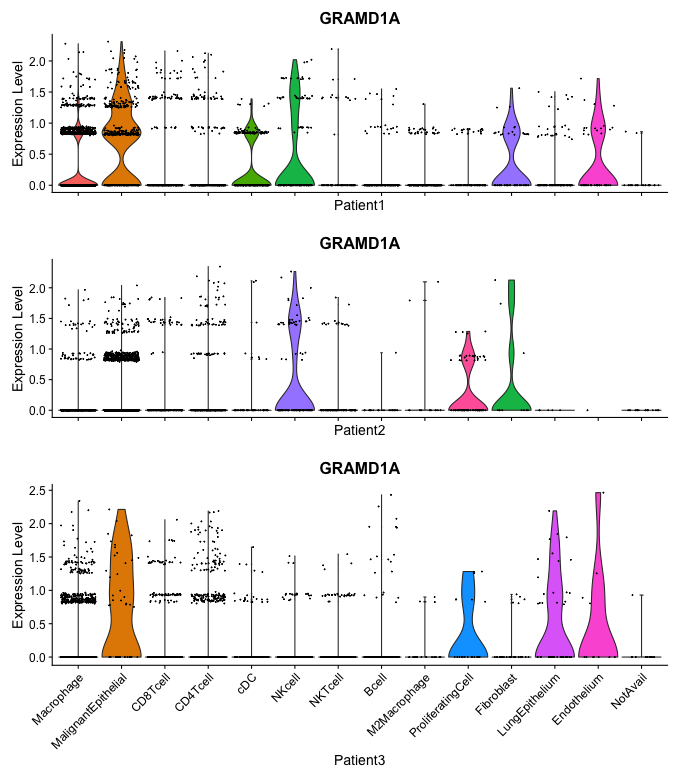 GRAMD1A
Expression Level
2.0
1.5
1.0
0.5
0.0
Patient1
GRAMD1A
Expression Level
2.0
1.5
1.0
0.5
0.0
Patient2
GRAMD1A
Expression Level
2.5
2.0
1.5
1.0
0.5
0.0
Macrophage
MalignantEpithelial
CD8Tcell
CD4Tcell
cDC
NKcell
NKTcell
Bcell
M2Macrophage
ProliferatingCell
Fibroblast
LungEpithelium
Endothelium
NotAvail
Patient3